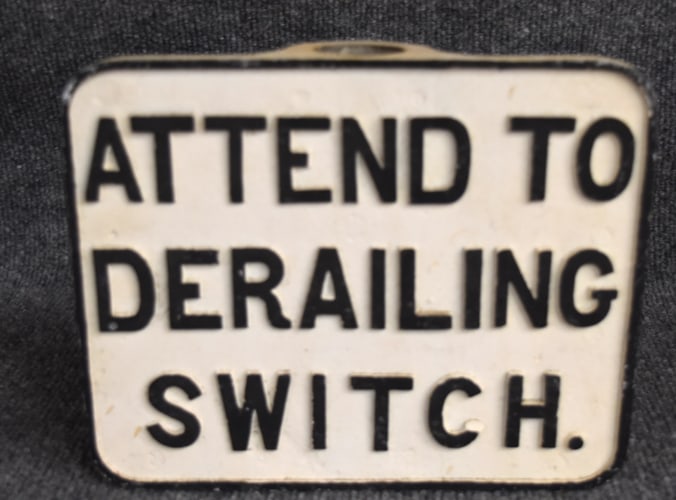 ATTEND TO
DERAILING
SWITCH.